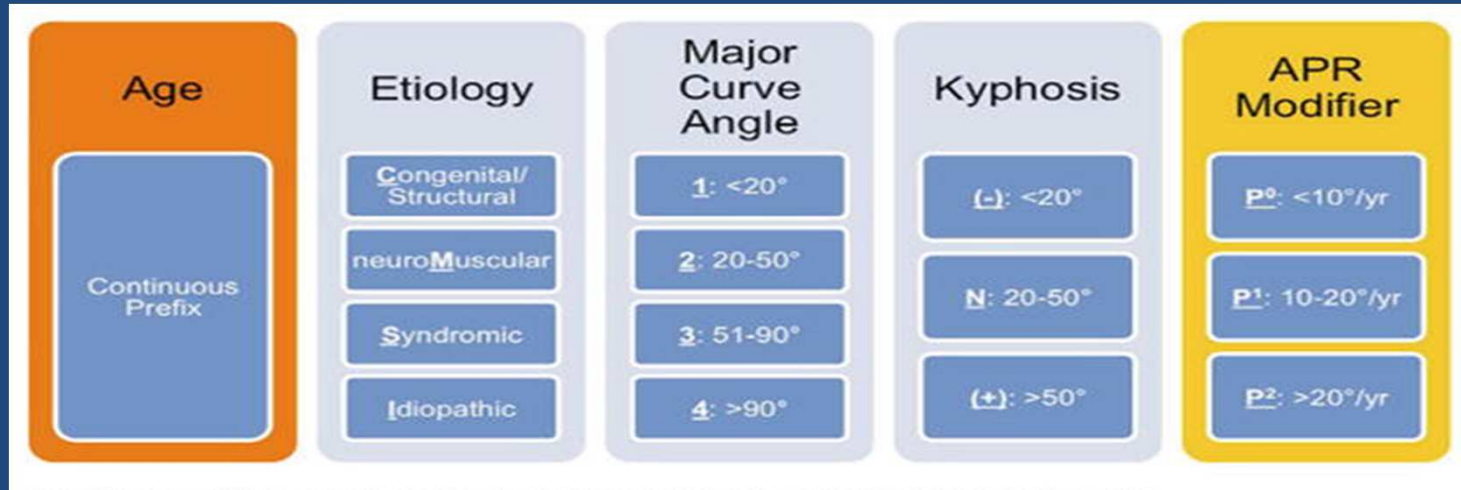 Age
Continuous
Prefix
Etiology
Congenital/
Structural
neuroMuscular
Syndromic
Idiopathic
Major
Curve
Angle
1: <20°
2: 20-50°
3: 51-90°
4: >90°
Kyphosis
(-): <20°
N: 20-50°
(+): >50°
APR
Modifier
P⁰: <10°/yr
P¹: 10-20°/yr
P²: >20°/yr